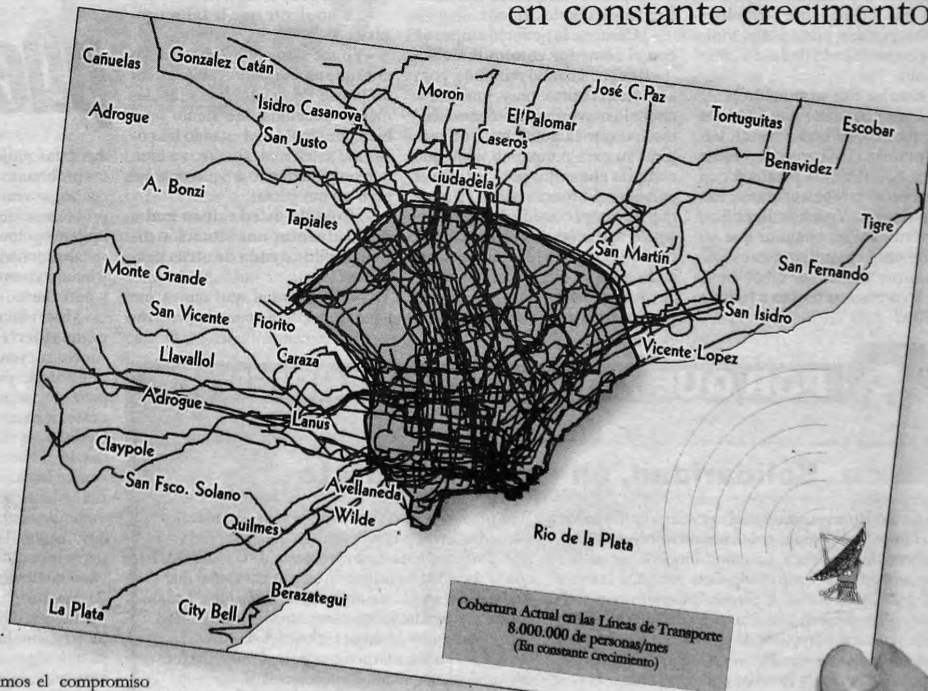 en constante crecimento
Cañuelas
Gonzalez Catán
Moron
José C.Paz
Adrogue
Isidro Casanova
El Palomar
Tortuguitas
Escobar
San Justo
Caseros
Benavidez
A. Bonzi
Ciudadela
Tapiales
Tigre
San Martín
San Fernando
Monte Grande
San Vicente
Fiorito
San Isidro
Llavallol
Caraza
Vicente Lopez
Adrogue
Lanus
Claypole
San Fsco. Solano
Avellaneda
Quilmes
Wilde
Rio de la Plata
La Plata
City Bell
Berazategui
Cobertura Actual en las Líneas de Transporte
8.000.000 de personas/mes
(En constante crecimiento)
mos el compromiso